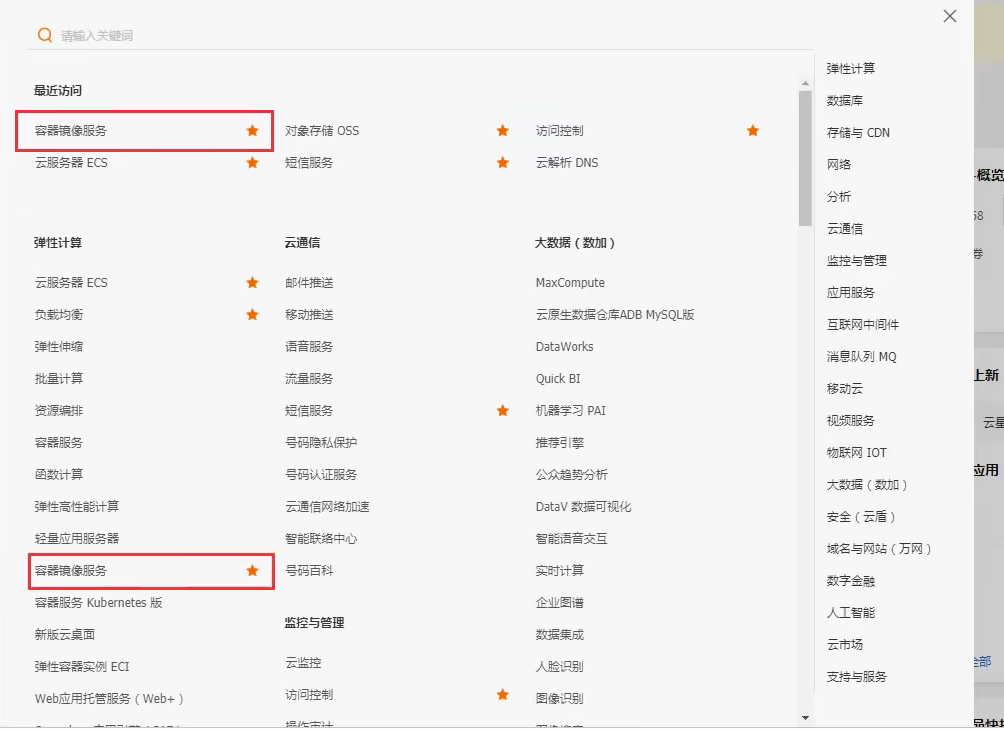 请输入关键词
最近访问
容器镜像服务
对象存储 OSS
访问控制
云服务器 ECS
短信服务
云解析 DNS
弹性计算
云服务器 ECS
负载均衡
弹性伸缩
批量计算
资源编排
容器服务
函数计算
弹性高性能计算
轻量应用服务器
容器镜像服务
容器服务 Kubernetes 版
新版云桌面
弹性容器实例 ECI
Web应用托管服务（Web+）
云通信
邮件推送
移动推送
语音服务
流量服务
短信服务
号码隐私保护
号码认证服务
云通信网络加速
智能联络中心
号码百科
监控与管理
云监控
访问控制
操作审计
大数据（数加）
MaxCompute
云原生数据仓库ADB MySQL版
DataWorks
Quick BI
机器学习 PAI
推荐引擎
公众趋势分析
DataV 数据可视化
智能语音交互
实时计算
企业图谱
数据集成
人脸识别
图像识别
弹性计算
数据库
存储与 CDN
网络
分析
云通信
监控与管理
应用服务
互联网中间件
消息队列 MQ
移动云
视频服务
物联网 IOT
大数据（数加）
安全（云盾）
域名与网站（万网）
数字金融
人工智能
云市场
支持与服务
概览
58
券
上新
云星
应用
全部